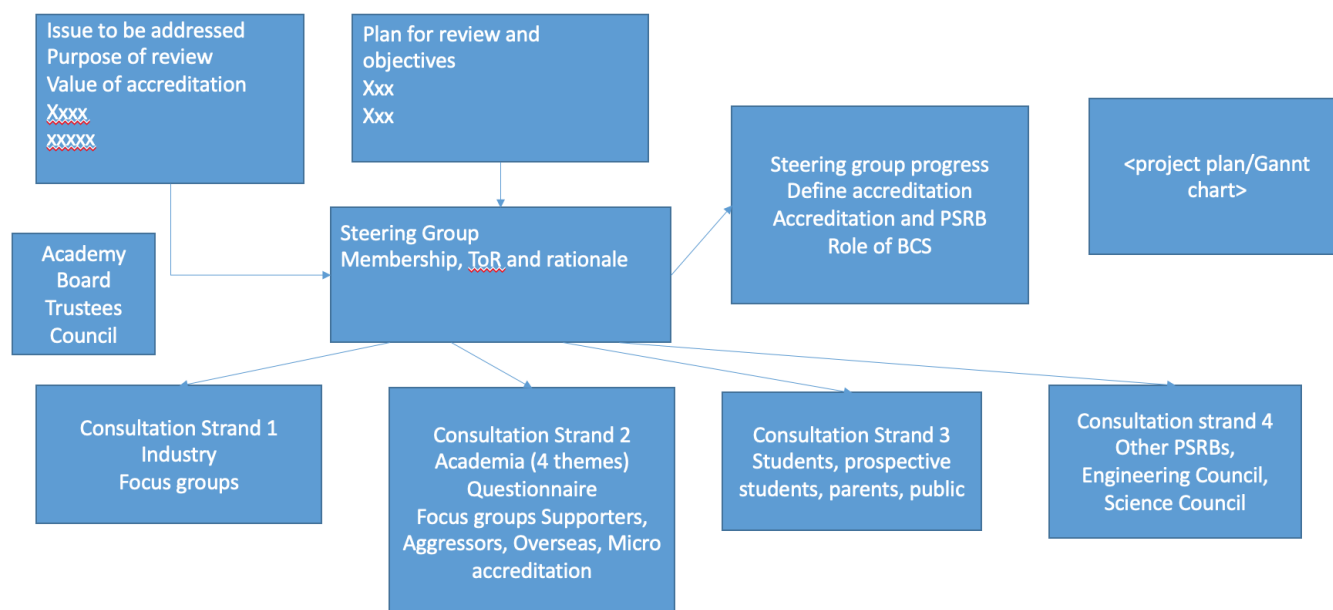 Issue to be addressed
Purpose of review
Value of accreditation
Xxxx
xxxxx
Plan for review and
objectives
Xxx
Xxx
Steering group progress
Define accreditation
Accreditation and PSRB
Role of BCS
<project plan/Gannt
chart>
Academy
Board
Trustees
Council
Steering Group
Membership, ToR and rationale
Consultation Strand 1
Industry
Focus groups
Consultation Strand 2
Academia (4 themes)
Questionnaire
Focus groups Supporters,
Aggressors, Overseas, Micro
accreditation
Consultation Strand 3
Students, prospective
students, parents, public
Consultation strand 4
Other PSRBs,
Engineering Council,
Science Council